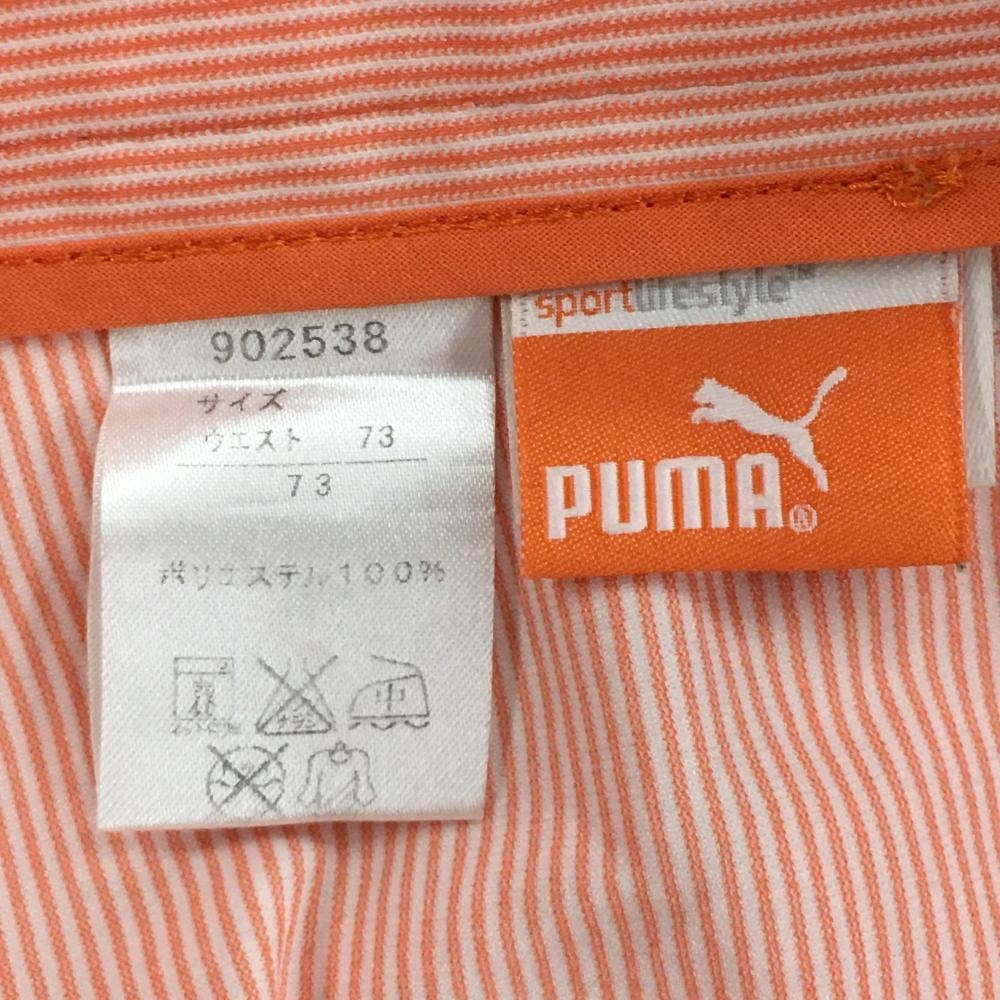 902538
サイズ
ウエスト 73
73
ポリエステル100%
中
sportlifestyle™
PUMA®